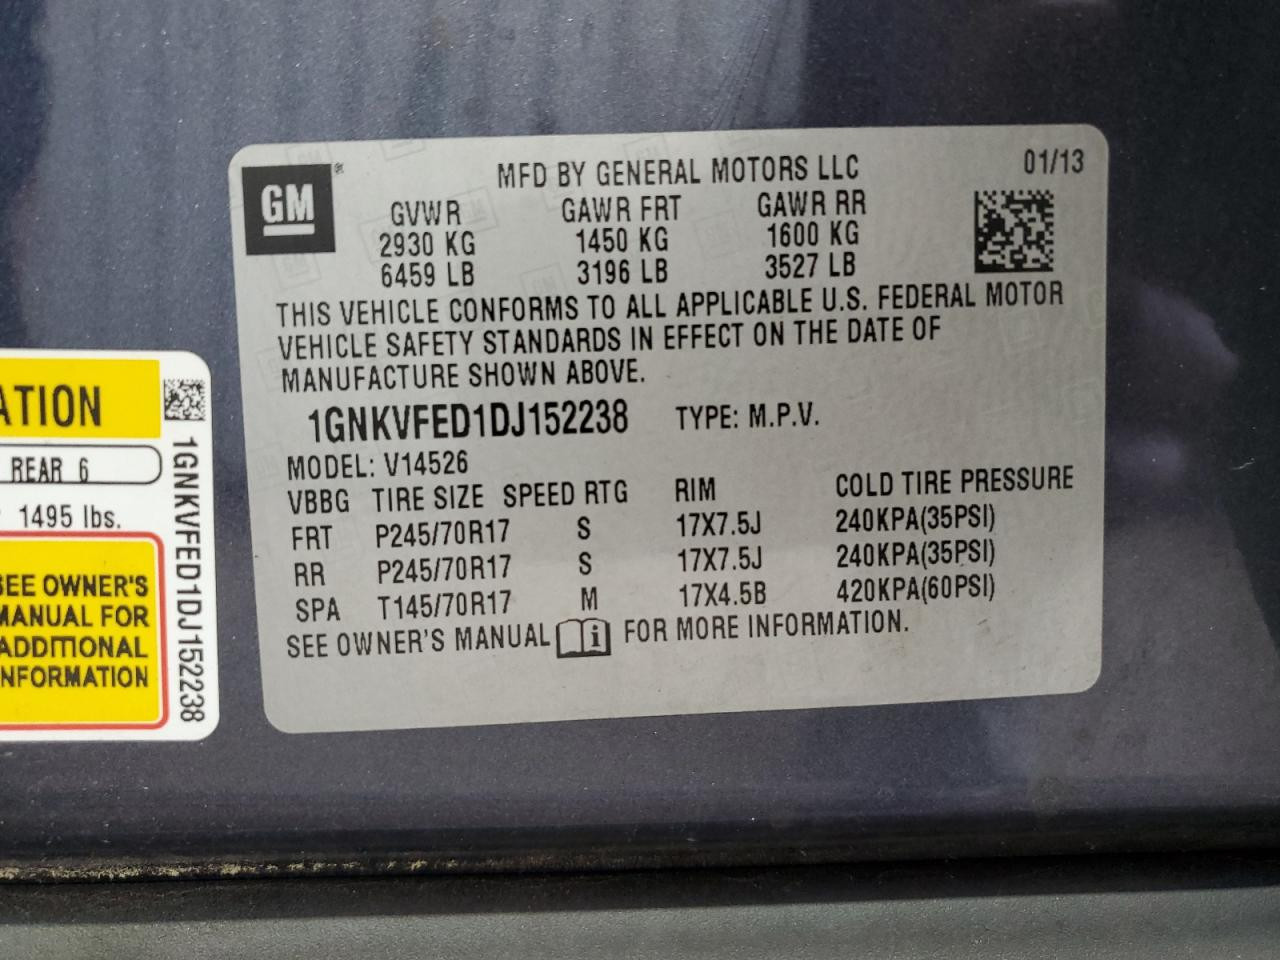 GM ®
MFD BY GENERAL MOTORS LLC 01/13
GVWR GAWR FRT GAWR RR
2930 KG 1450 KG 1600 KG
6459 LB 3196 LB 3527 LB
THIS VEHICLE CONFORMS TO ALL APPLICABLE U.S. FEDERAL MOTOR
VEHICLE SAFETY STANDARDS IN EFFECT ON THE DATE OF
MANUFACTURE SHOWN ABOVE.
1GNKVFED1DJ152238 TYPE: M.P.V.
MODEL: V14526
VBBG TIRE SIZE SPEED RTG RIM COLD TIRE PRESSURE
FRT P245/70R17 S 17X7.5J 240KPA(35PSI)
RR P245/70R17 S 17X7.5J 240KPA(35PSI)
SPA T145/70R17 M 17X4.5B 420KPA(60PSI)
SEE OWNER'S MANUAL i FOR MORE INFORMATION.
ATION
REAR 6
1495 lbs.
SEE OWNER'S
MANUAL FOR
ADDITIONAL
INFORMATION
1GNKVFED1DJ152238